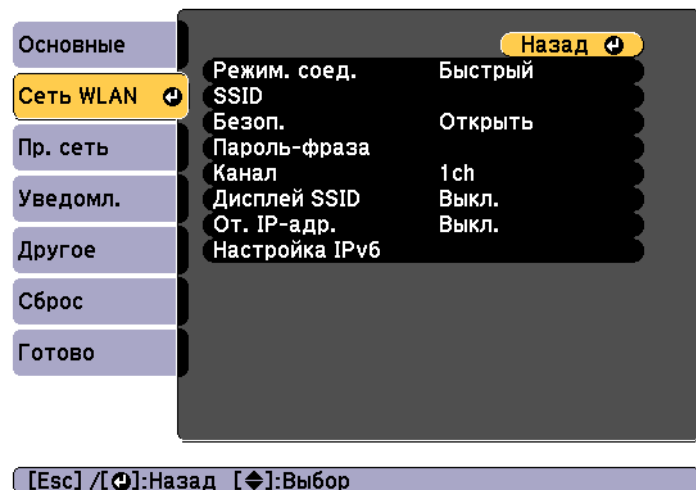 Основные
Сеть WLAN
Пр. сеть
Уведомл.
Другое
Сброс
Готово
Назад
Режим. соед. Быстрый
SSID
Безоп. Открыть
Пароль-фраза
Канал 1ch
Дисплей SSID Выкл.
От. IP-адр. Выкл.
Настройка IPv6
[Esc] /[⏎]:Назад [◆]:Выбор